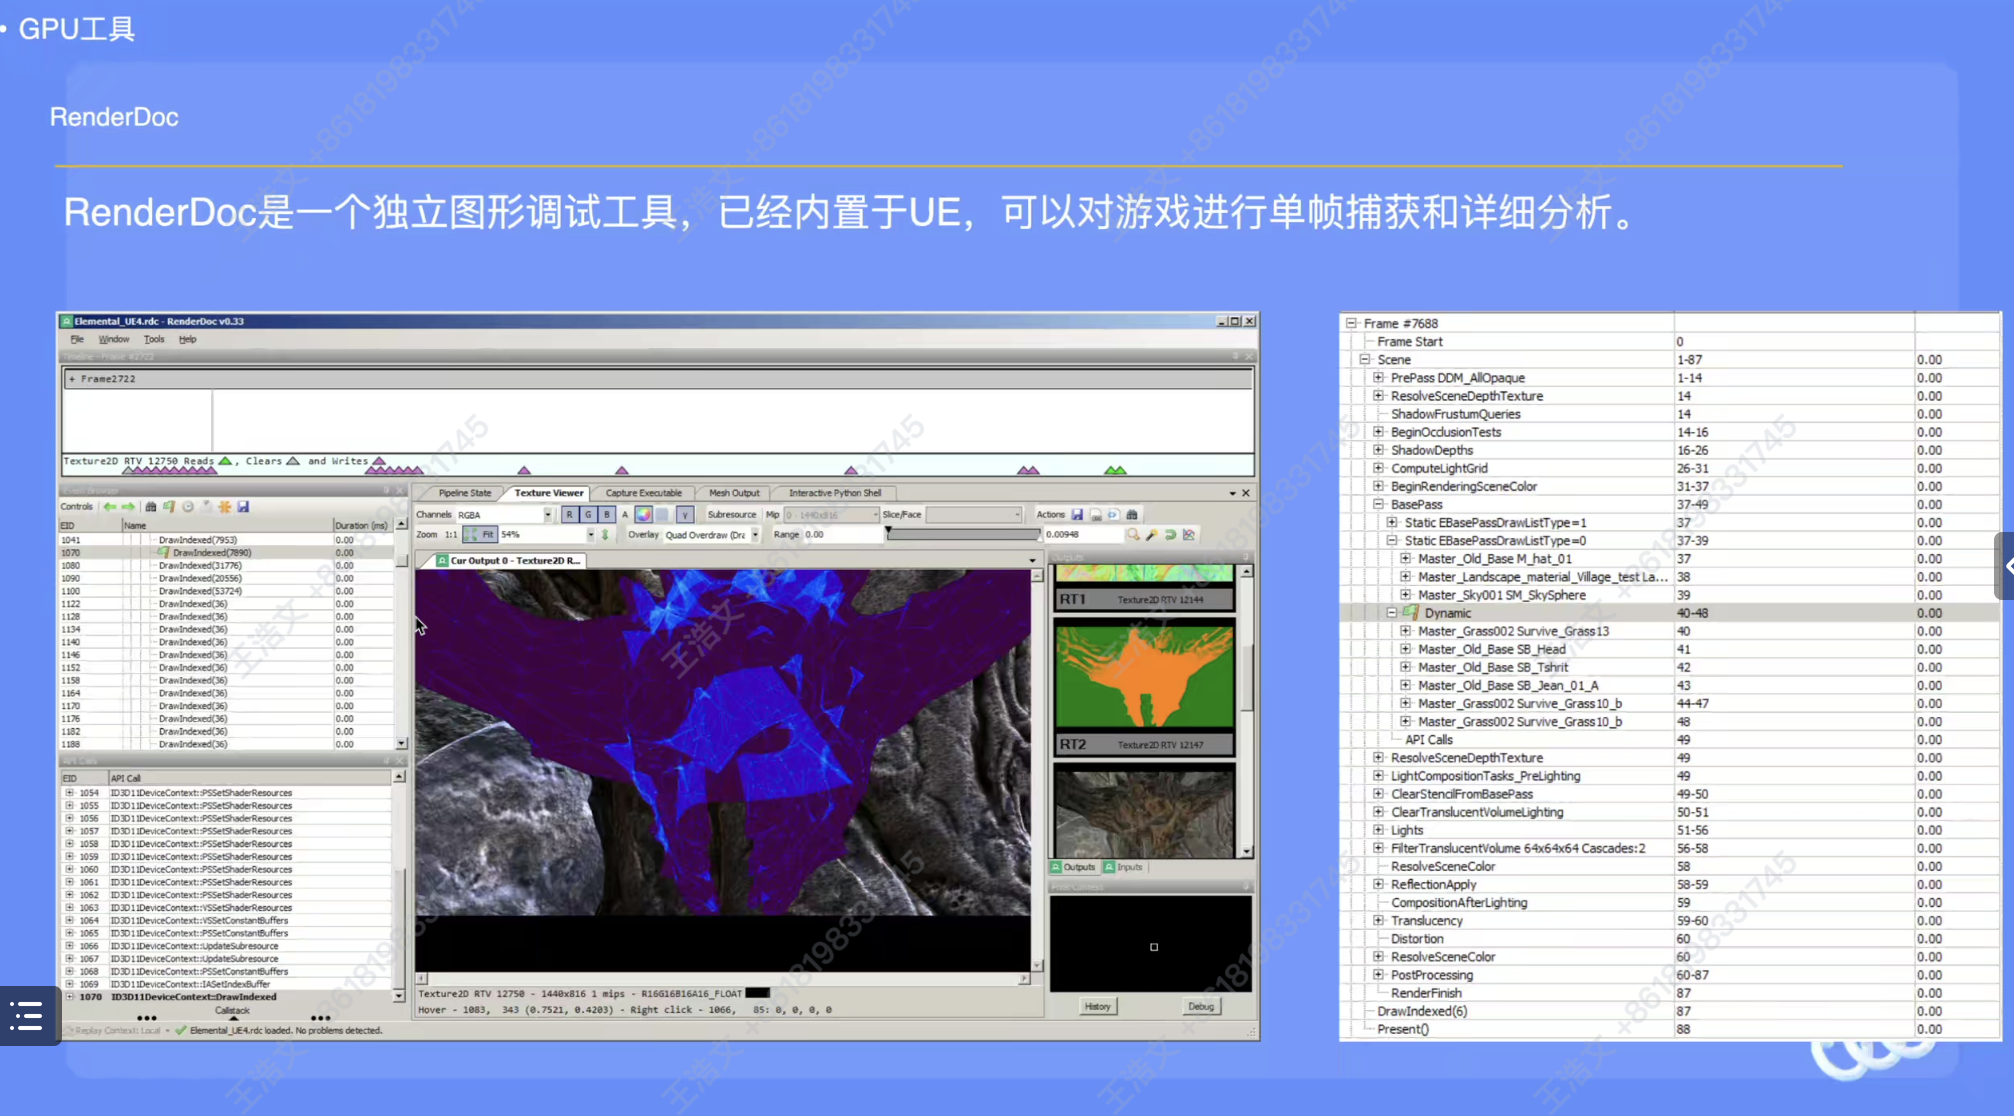 • GPU工具
RenderDoc
RenderDoc是一个独立图形调试工具，已经内置于UE，可以对游戏进行单帧捕获和详细分析。
Elemental_UE4.rdc - RenderDoc v0.33
File Window Tools Help
Timeline - Frame #2722
+ Frame2722
Texture2D RTV 12750 Reads , Clears and Writes
Event Browser
Controls
EID Name Duration (ms)
1041 DrawIndexed(7953) 0.00
1070 DrawIndexed(7890) 0.00
1080 DrawIndexed(31776) 0.00
1090 DrawIndexed(20556) 0.00
1100 DrawIndexed(53724) 0.00
1122 DrawIndexed(36) 0.00
1128 DrawIndexed(36) 0.00
1134 DrawIndexed(36) 0.00
1140 DrawIndexed(36) 0.00
1146 DrawIndexed(36) 0.00
1152 DrawIndexed(36) 0.00
1158 DrawIndexed(36) 0.00
1164 DrawIndexed(36) 0.00
1170 DrawIndexed(36) 0.00
1176 DrawIndexed(36) 0.00
1182 DrawIndexed(36) 0.00
1188 DrawIndexed(36) 0.00
API Calls
EID API Call
1054 ID3D11DeviceContext::PSSetShaderResources
1055 ID3D11DeviceContext::PSSetShaderResources
1056 ID3D11DeviceContext::PSSetShaderResources
1057 ID3D11DeviceContext::PSSetShaderResources
1058 ID3D11DeviceContext::PSSetShaderResources
1059 ID3D11DeviceContext::PSSetShaderResources
1060 ID3D11DeviceContext::PSSetShaderResources
1061 ID3D11DeviceContext::PSSetShaderResources
1062 ID3D11DeviceContext::PSSetShaderResources
1063 ID3D11DeviceContext::VSSetShaderResources
1064 ID3D11DeviceContext::VSSetConstantBuffers
1065 ID3D11DeviceContext::PSSetConstantBuffers
1066 ID3D11DeviceContext::UpdateSubresource
1067 ID3D11DeviceContext::UpdateSubresource
1068 ID3D11DeviceContext::PSSetConstantBuffers
1069 ID3D11DeviceContext::IASetIndexBuffer
1070 ID3D11DeviceContext::DrawIndexed
Callstack
Replay Context: Local Elemental_UE4.rdc loaded. No problems detected.
Pipeline State Texture Viewer Capture Executable Mesh Output Interactive Python Shell
Channels RGBA R G B A γ Subresource Mip 0 - 1440x816 Slice/Face Actions
Zoom 1:1 Fit 54% Overlay Quad Overdraw (Dra Range 0.00 0.00948
Cur Output 0 - Texture2D R...
Outputs
RT1 Texture2D RTV 12144
RT2 Texture2D RTV 12147
Outputs Inputs
Pixel Context
History Debug
Texture2D RTV 12750 - 1440x816 1 mips - R16G16B16A16_FLOAT
Hover - 1083, 343 (0.7521, 0.4203) - Right click - 1066, 85: 0, 0, 0, 0
Frame #7688
Frame Start 0
Scene 1-87 0.00
PrePass DDM_AllOpaque 1-14 0.00
ResolveSceneDepthTexture 14 0.00
ShadowFrustumQueries 14 0.00
BeginOcclusionTests 14-16 0.00
ShadowDepths 16-26 0.00
ComputeLightGrid 26-31 0.00
BeginRenderingSceneColor 31-37 0.00
BasePass 37-49 0.00
Static EBasePassDrawListType=1 37 0.00
Static EBasePassDrawListType=0 37-39 0.00
Master_Old_Base M_hat_01 37 0.00
Master_Landscape_material_Village_test La... 38 0.00
Master_Sky001 SM_SkySphere 39 0.00
Dynamic 40-48 0.00
Master_Grass002 Survive_Grass13 40 0.00
Master_Old_Base SB_Head 41 0.00
Master_Old_Base SB_Tshrit 42 0.00
Master_Old_Base SB_Jean_01_A 43 0.00
Master_Grass002 Survive_Grass10_b 44-47 0.00
Master_Grass002 Survive_Grass10_b 48 0.00
API Calls 49 0.00
ResolveSceneDepthTexture 49 0.00
LightCompositionTasks_PreLighting 49 0.00
ClearStencilFromBasePass 49-50 0.00
ClearTranslucentVolumeLighting 50-51 0.00
Lights 51-56 0.00
FilterTranslucentVolume 64x64x64 Cascades:2 56-58 0.00
ResolveSceneColor 58 0.00
ReflectionApply 58-59 0.00
CompositionAfterLighting 59 0.00
Translucency 59-60 0.00
Distortion 60 0.00
ResolveSceneColor 60 0.00
PostProcessing 60-87 0.00
RenderFinish 87 0.00
DrawIndexed(6) 87 0.00
Present() 88 0.00
王浩文 +8618198331745